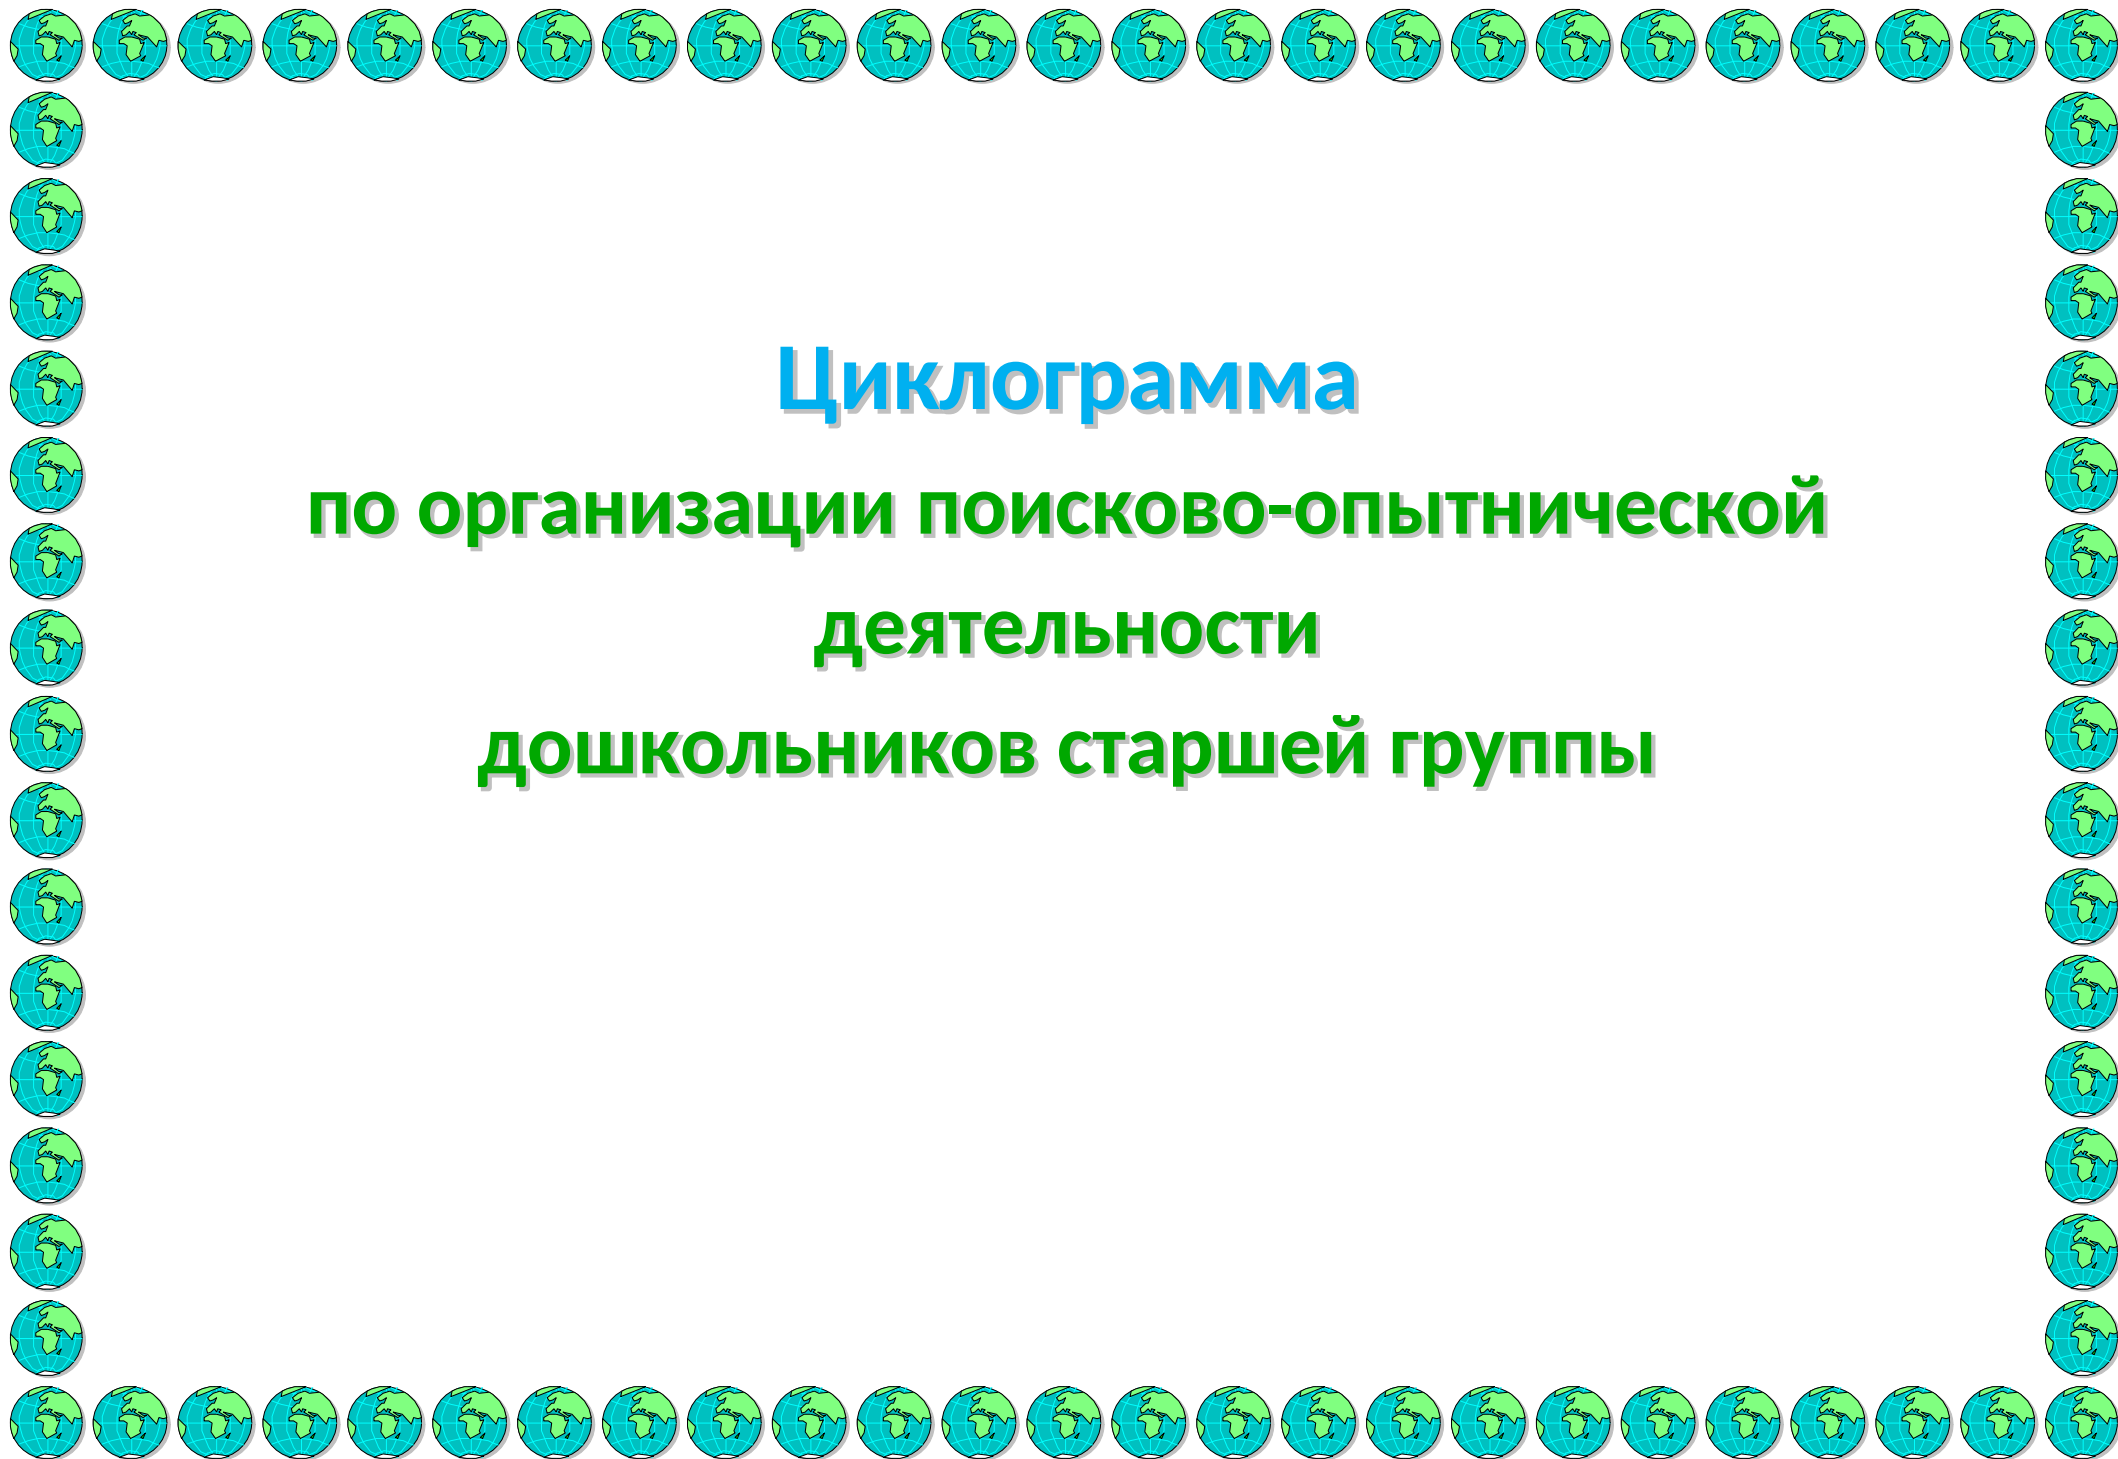 Циклограмма
по организации поисково-опытнической
деятельности
дошкольников старшей группы